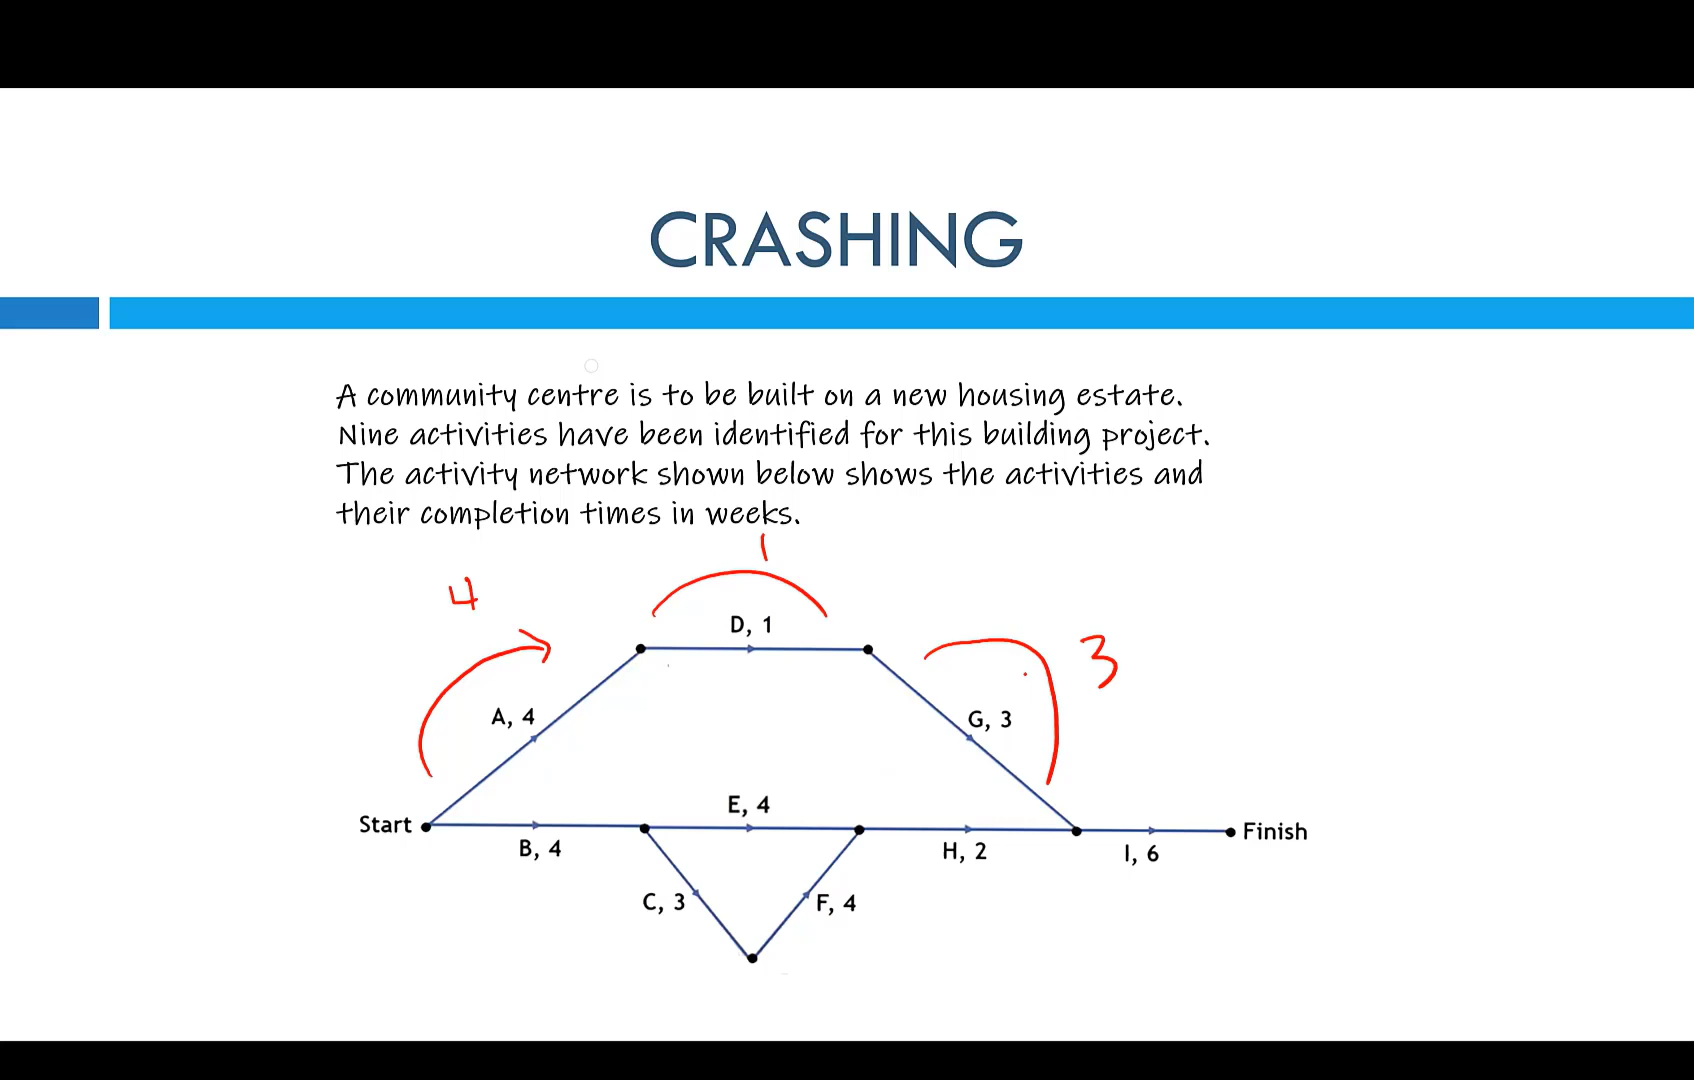 CRASHING
A community centre is to be built on a new housing estate.
Nine activities have been identified for this building project.
The activity network shown below shows the activities and
their completion times in weeks.
1
4
D, 1
3
A, 4
G, 3
E, 4
Start
Finish
B, 4
H, 2
I, 6
C, 3
F, 4